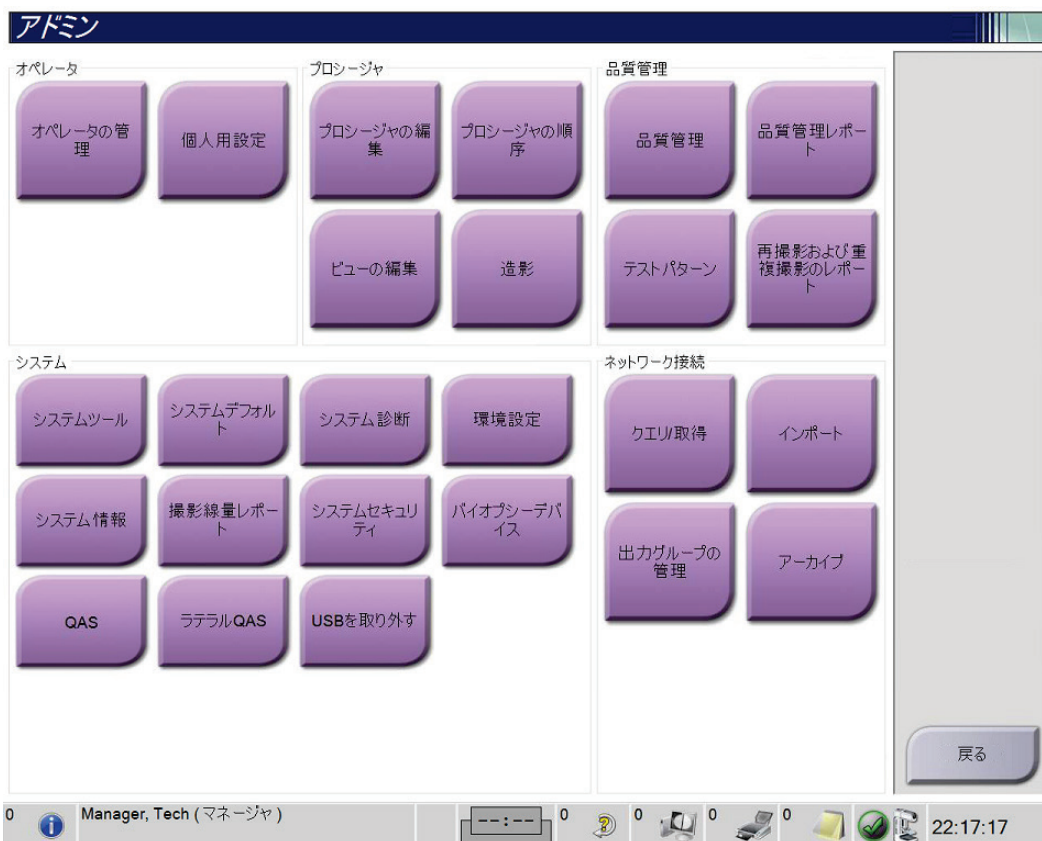 アドミン
オペレータ
オペレータの管
理
個人用設定
プロシージャ
プロシージャの編
集
プロシージャの順
序
ビューの編集
造影
品質管理
品質管理
品質管理レポー
ト
テストパターン
再撮影および重
複撮影のレポー
ト
システム
システムツール
システムデフォル
ト
システム診断
環境設定
システム情報
撮影線量レポー
ト
システムセキュリ
ティ
バイオプシーデバ
イス
QAS
ラテラルQAS
USBを取り外す
ネットワーク接続
クエリ/取得
インポート
出力グループの
管理
アーカイブ
戻る
0
Manager, Tech (マネージャ)
--:--
0
0
0
0
22:17:17